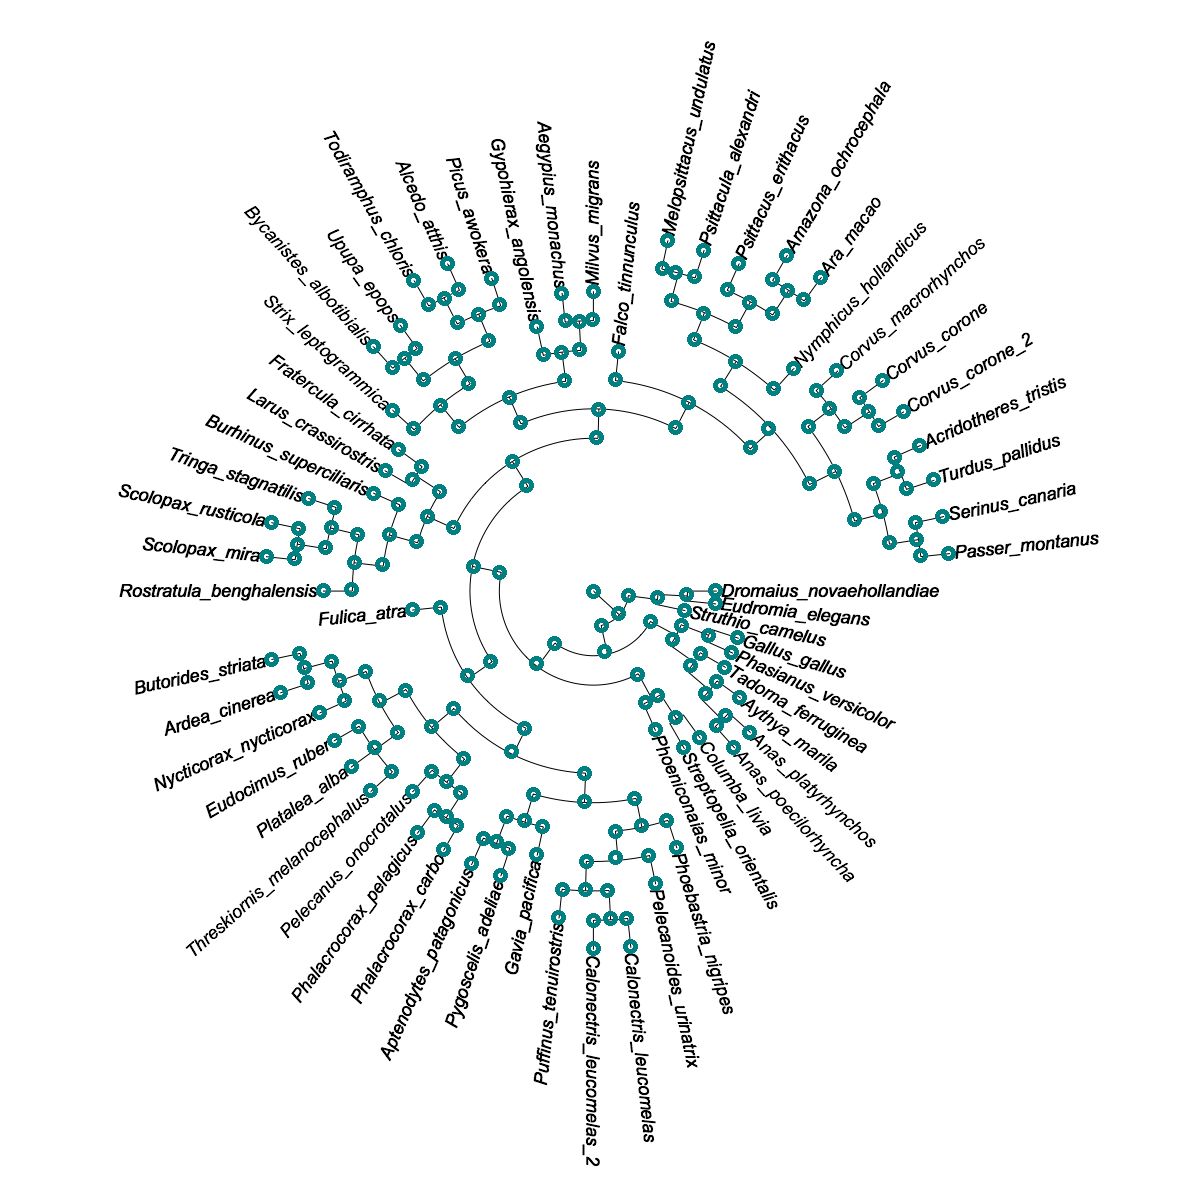 Melopsittacus_undulatus
Psittacula_alexandri
Psittacus_erithacus
Amazona_ochrocephala
Ara_macao
Nymphicus_hollandicus
Corvus_macrorhynchos
Corvus_corone
Corvus_corone_2
Acridotheres_tristis
Turdus_pallidus
Serinus_canaria
Passer_montanus
Dromaius_novaehollandiae
Eudromia_elegans
Struthio_camelus
Gallus_gallus
Phasianus_versicolor
Tadorna_ferruginea
Aythya_marila
Anas_platyrhynchos
Anas_poecilorhyncha
Columba_livia
Streptopelia_orientalis
Phoeniconaias_minor
Phoebastria_nigripes
Pelecanoides_urinatrix
Calonectris_leucomelas
Calonectris_leucomelas_2
Puffinus_tenuirostris
Gavia_pacifica
Pygoscelis_adeliae
Aptenodytes_patagonicus
Phalacrocorax_carbo
Phalacrocorax_pelagicus
Pelecanus_onocrotalus
Threskiornis_melanocephalus
Platalea_alba
Eudocimus_ruber
Nycticorax_nycticorax
Ardea_cinerea
Butorides_striata
Fulica_atra
Rostratula_benghalensis
Scolopax_mira
Scolopax_rusticola
Tringa_stagnatilis
Burhinus_superciliaris
Larus_crassirostris
Fratercula_cirrhata
Strix_leptogrammica
Bycanistes_albotibialis
Upupa_epops
Todiramphus_chloris
Alcedo_atthis
Picus_awokera
Gypohierax_angolensis
Aegypius_monachus
Milvus_migrans
Falco_tinnunculus